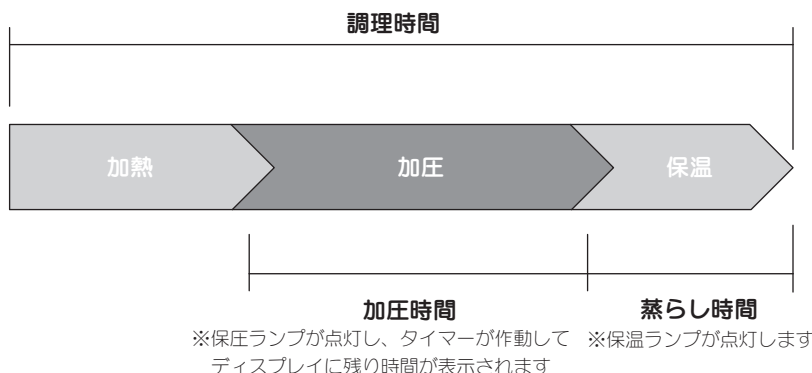 調理時間
加熱
加圧
保温
加圧時間
蒸らし時間
※保圧ランプが点灯し、タイマーが作動して
ディスプレイに残り時間が表示されます
※保温ランプが点灯します